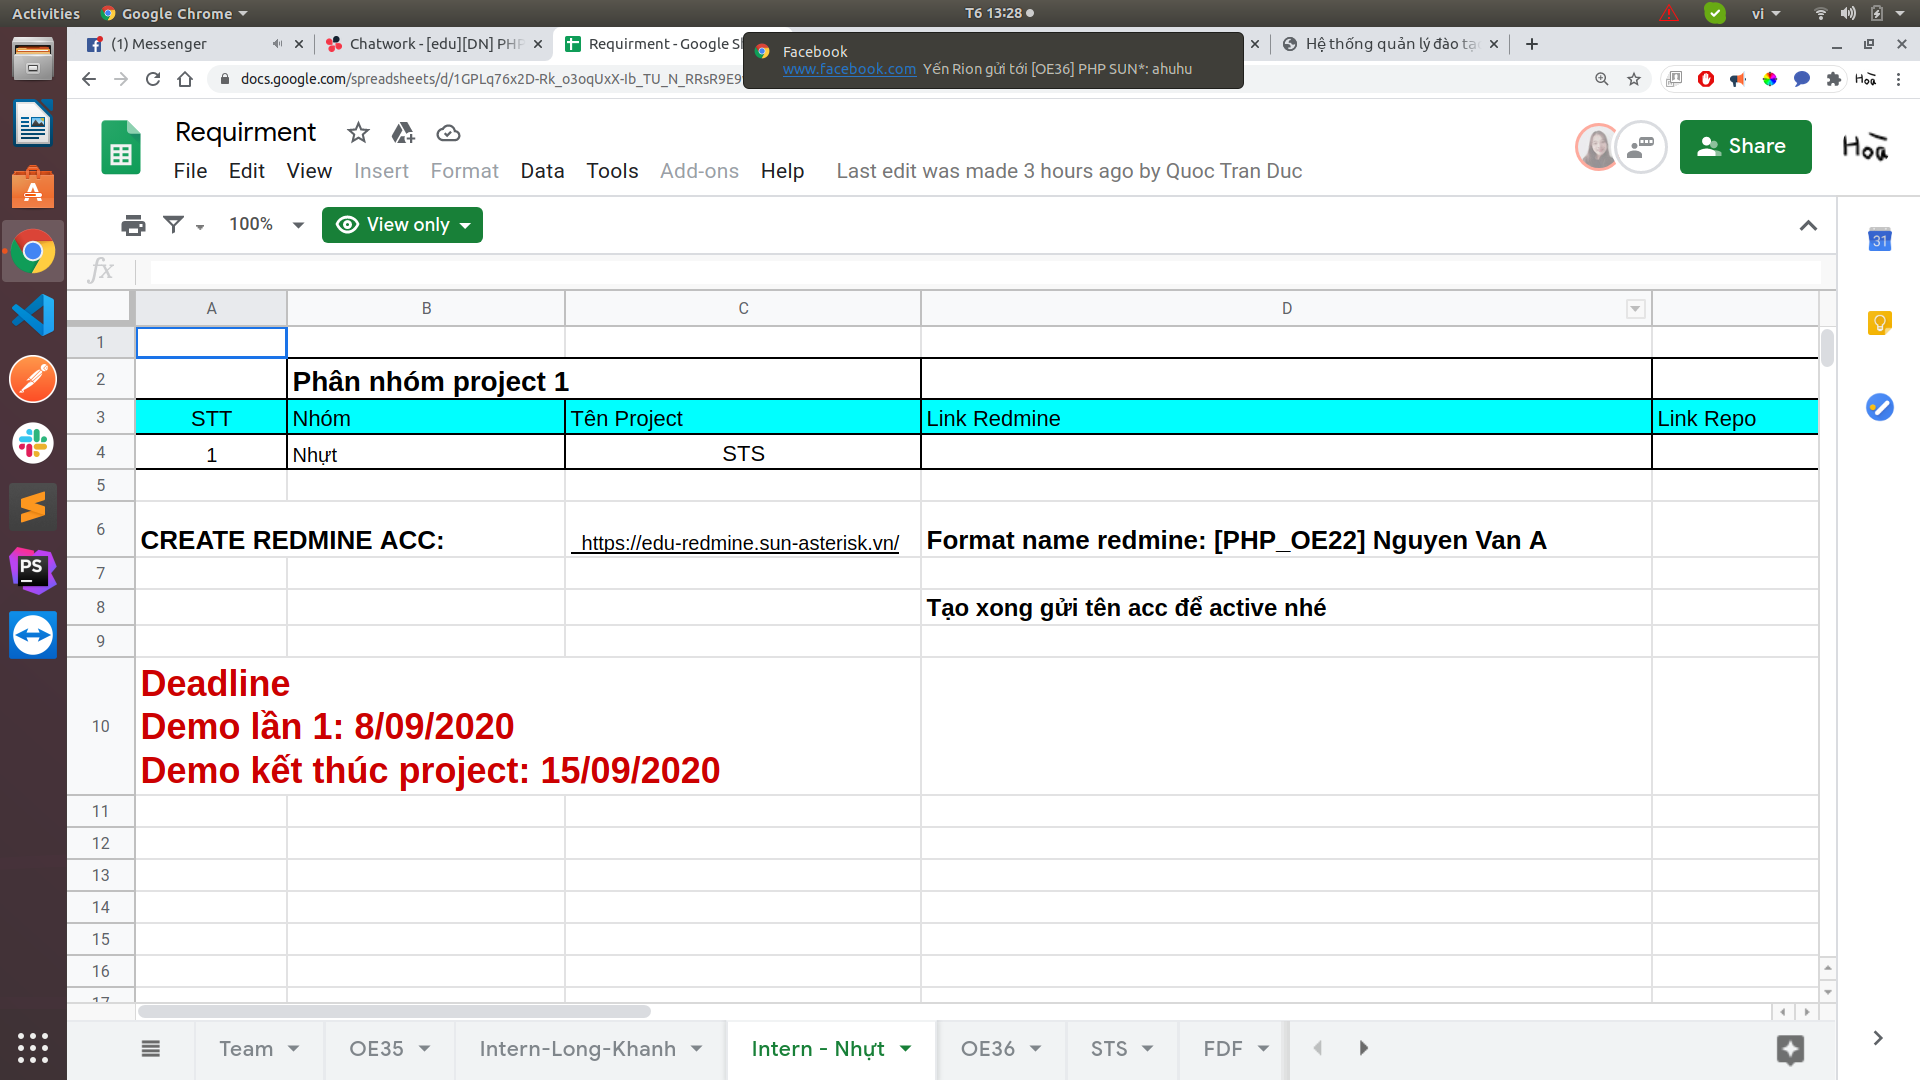 Activities
Google Chrome
T6 13:28
vi
(1) Messenger
Chatwork - [edu][DN] PHP
Requirment - Google Sh
Hệ thống quản lý đào tạ
Facebook
www.facebook.com Yến Rion gửi tới [OE36] PHP SUN*: ahuhu
docs.google.com/spreadsheets/d/1GPLq76x2D-Rk_o3oqUxX-Ib_TU_N_RRsR9E9
Hoà
Requirment
Share
Hoà
File Edit View Insert Format Data Tools Add-ons Help Last edit was made 3 hours ago by Quoc Tran Duc
100%
View only
31
fx
A B C D
1
2 Phân nhóm project 1
3 STT Nhóm Tên Project Link Redmine Link Repo
4 1 Nhựt STS
5
6 CREATE REDMINE ACC: https://edu-redmine.sun-asterisk.vn/ Format name redmine: [PHP_OE22] Nguyen Van A
7
8 Tạo xong gửi tên acc để active nhé
9
10
Deadline
Demo lần 1: 8/09/2020
Demo kết thúc project: 15/09/2020
11
12
13
14
15
16
17
PS
Team OE35 Intern-Long-Khanh Intern - Nhựt OE36 STS FDF